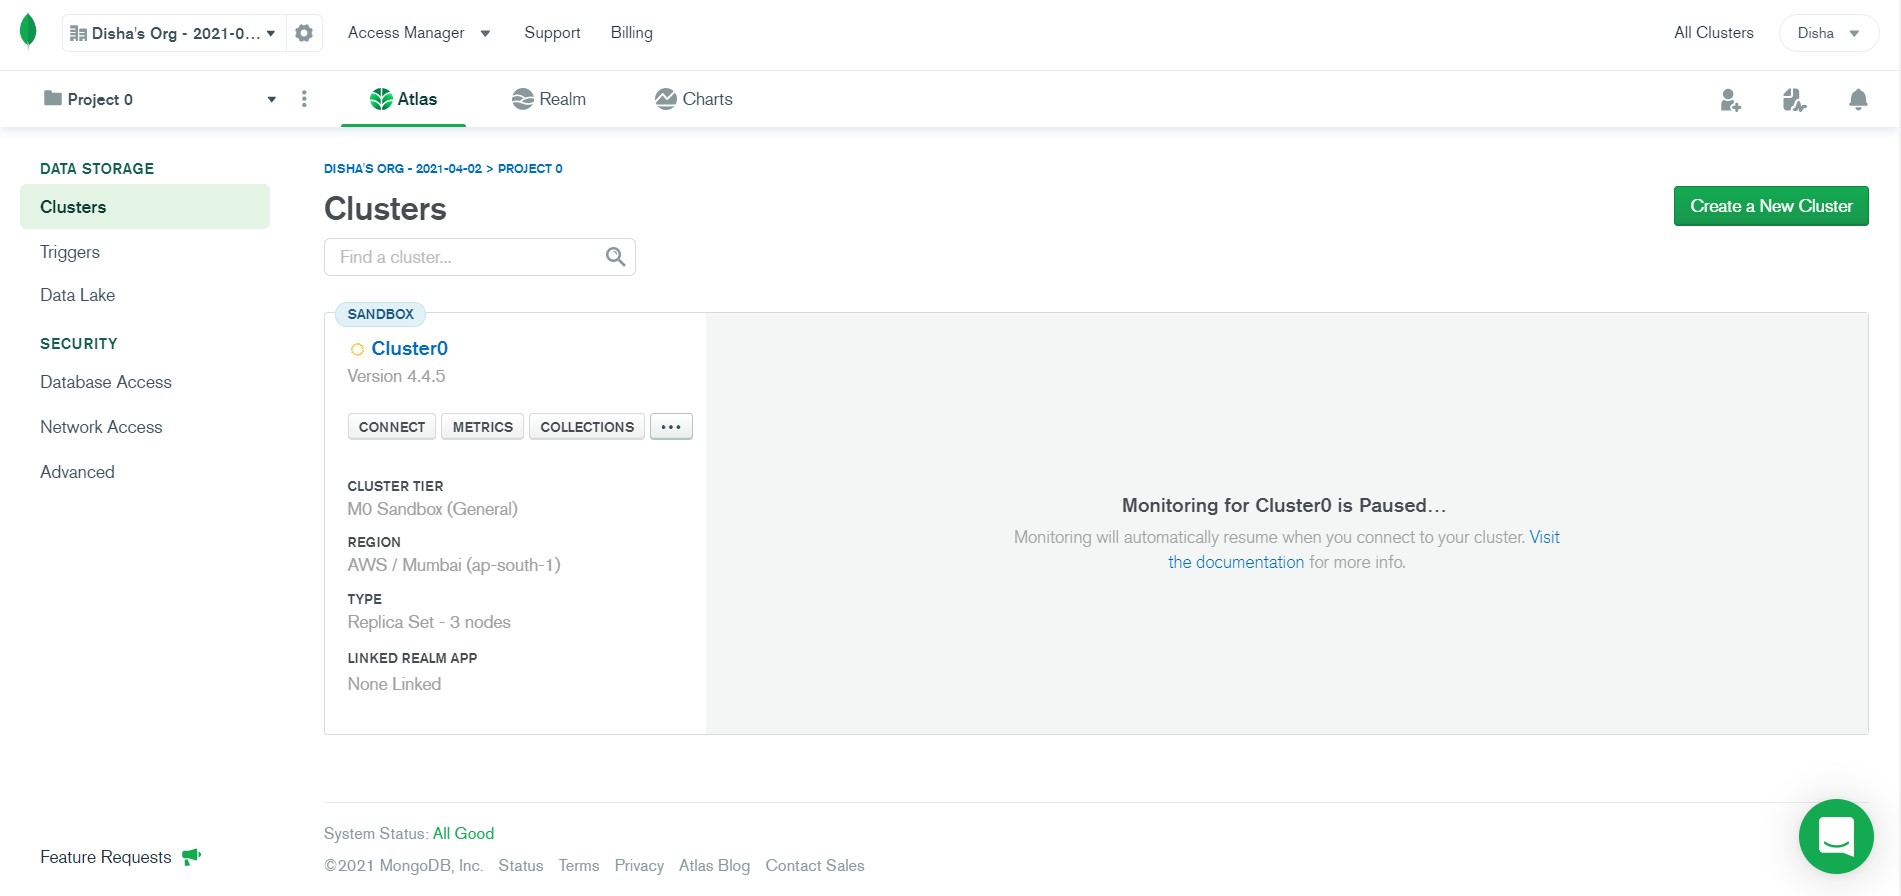 Disha's Org - 2021-0...
Access Manager
Support
Billing
All Clusters
Disha
Project 0
Atlas
Realm
Charts
DATA STORAGE
Clusters
Triggers
Data Lake
SECURITY
Database Access
Network Access
Advanced
Feature Requests
DISHA'S ORG - 2021-04-02 > PROJECT 0
Clusters
Create a New Cluster
Find a cluster...
SANDBOX
Cluster0
Version 4.4.5
CONNECT
METRICS
COLLECTIONS
...
CLUSTER TIER
M0 Sandbox (General)
REGION
AWS / Mumbai (ap-south-1)
TYPE
Replica Set - 3 nodes
LINKED REALM APP
None Linked
Monitoring for Cluster0 is Paused...
Monitoring will automatically resume when you connect to your cluster. Visit
the documentation for more info.
System Status: All Good
©2021 MongoDB, Inc. Status Terms Privacy Atlas Blog Contact Sales